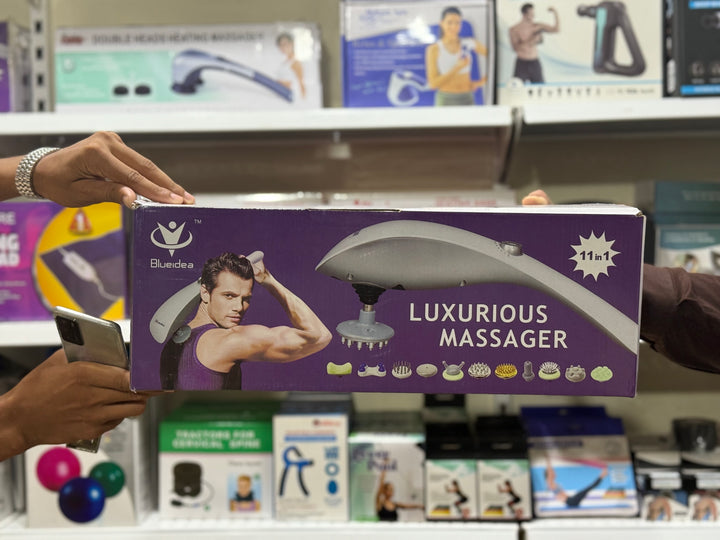 DOUBLE HEADS HEATING MASSAGER
TM
Blueidea
11 in 1
LUXURIOUS
MASSAGER
TRACTORS FOR
CERVICAL SPINE